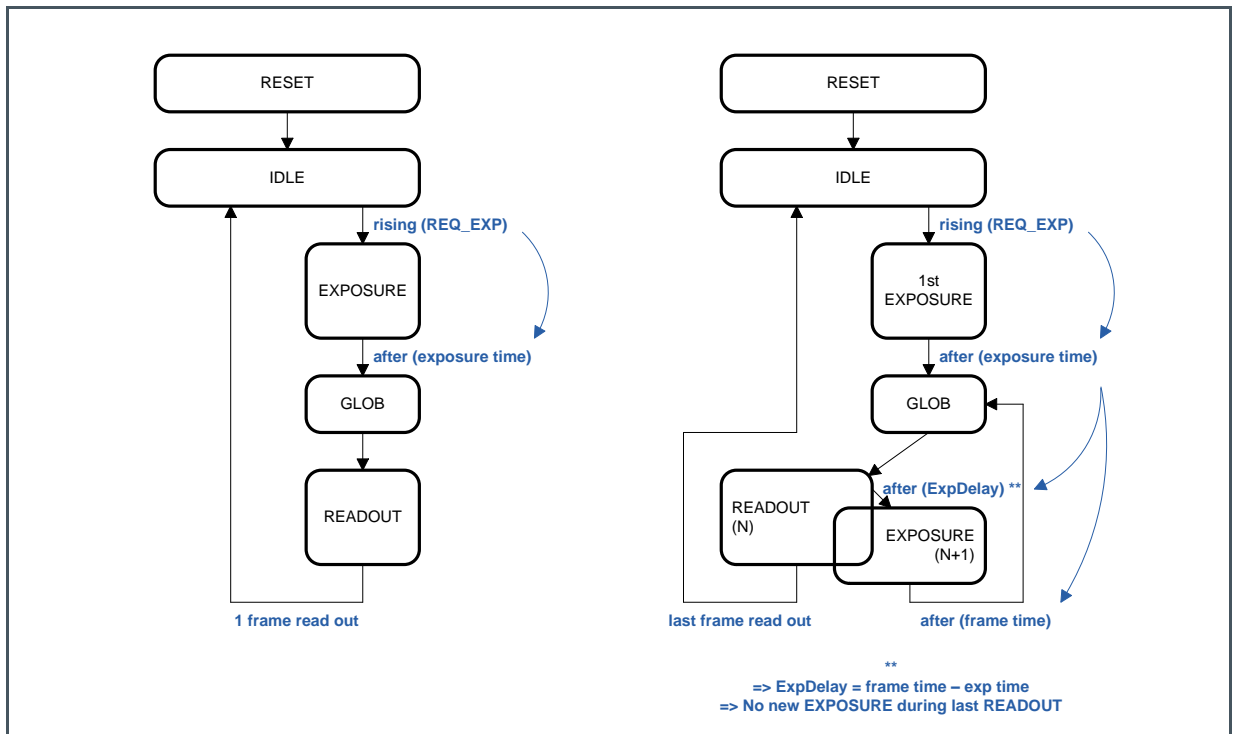 RESET
IDLE
rising (REQ_EXP)
EXPOSURE
after (exposure time)
GLOB
READOUT
1 frame read out
RESET
IDLE
rising (REQ_EXP)
1st
EXPOSURE
after (exposure time)
GLOB
after (ExpDelay) **
READOUT
(N)
EXPOSURE
(N+1)
last frame read out
after (frame time)
**
=> ExpDelay = frame time – exp time
=> No new EXPOSURE during last READOUT